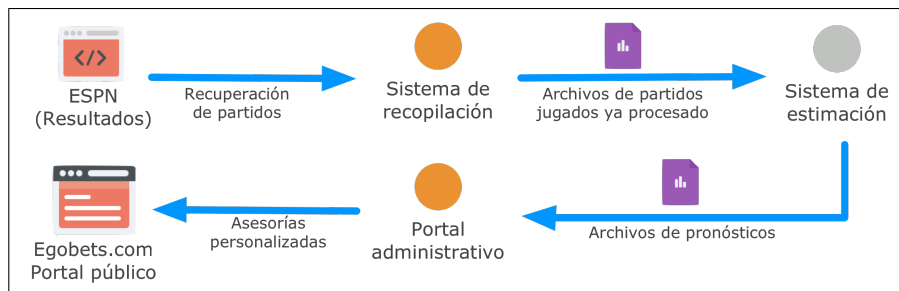 </>
ESPN
(Resultados)
Recuperación
de partidos
Sistema de
recopilación
Archivos de partidos
jugados ya procesado
Sistema de
estimación
Egobets.com
Portal público
Asesorías
personalizadas
Portal
administrativo
Archivos de pronósticos